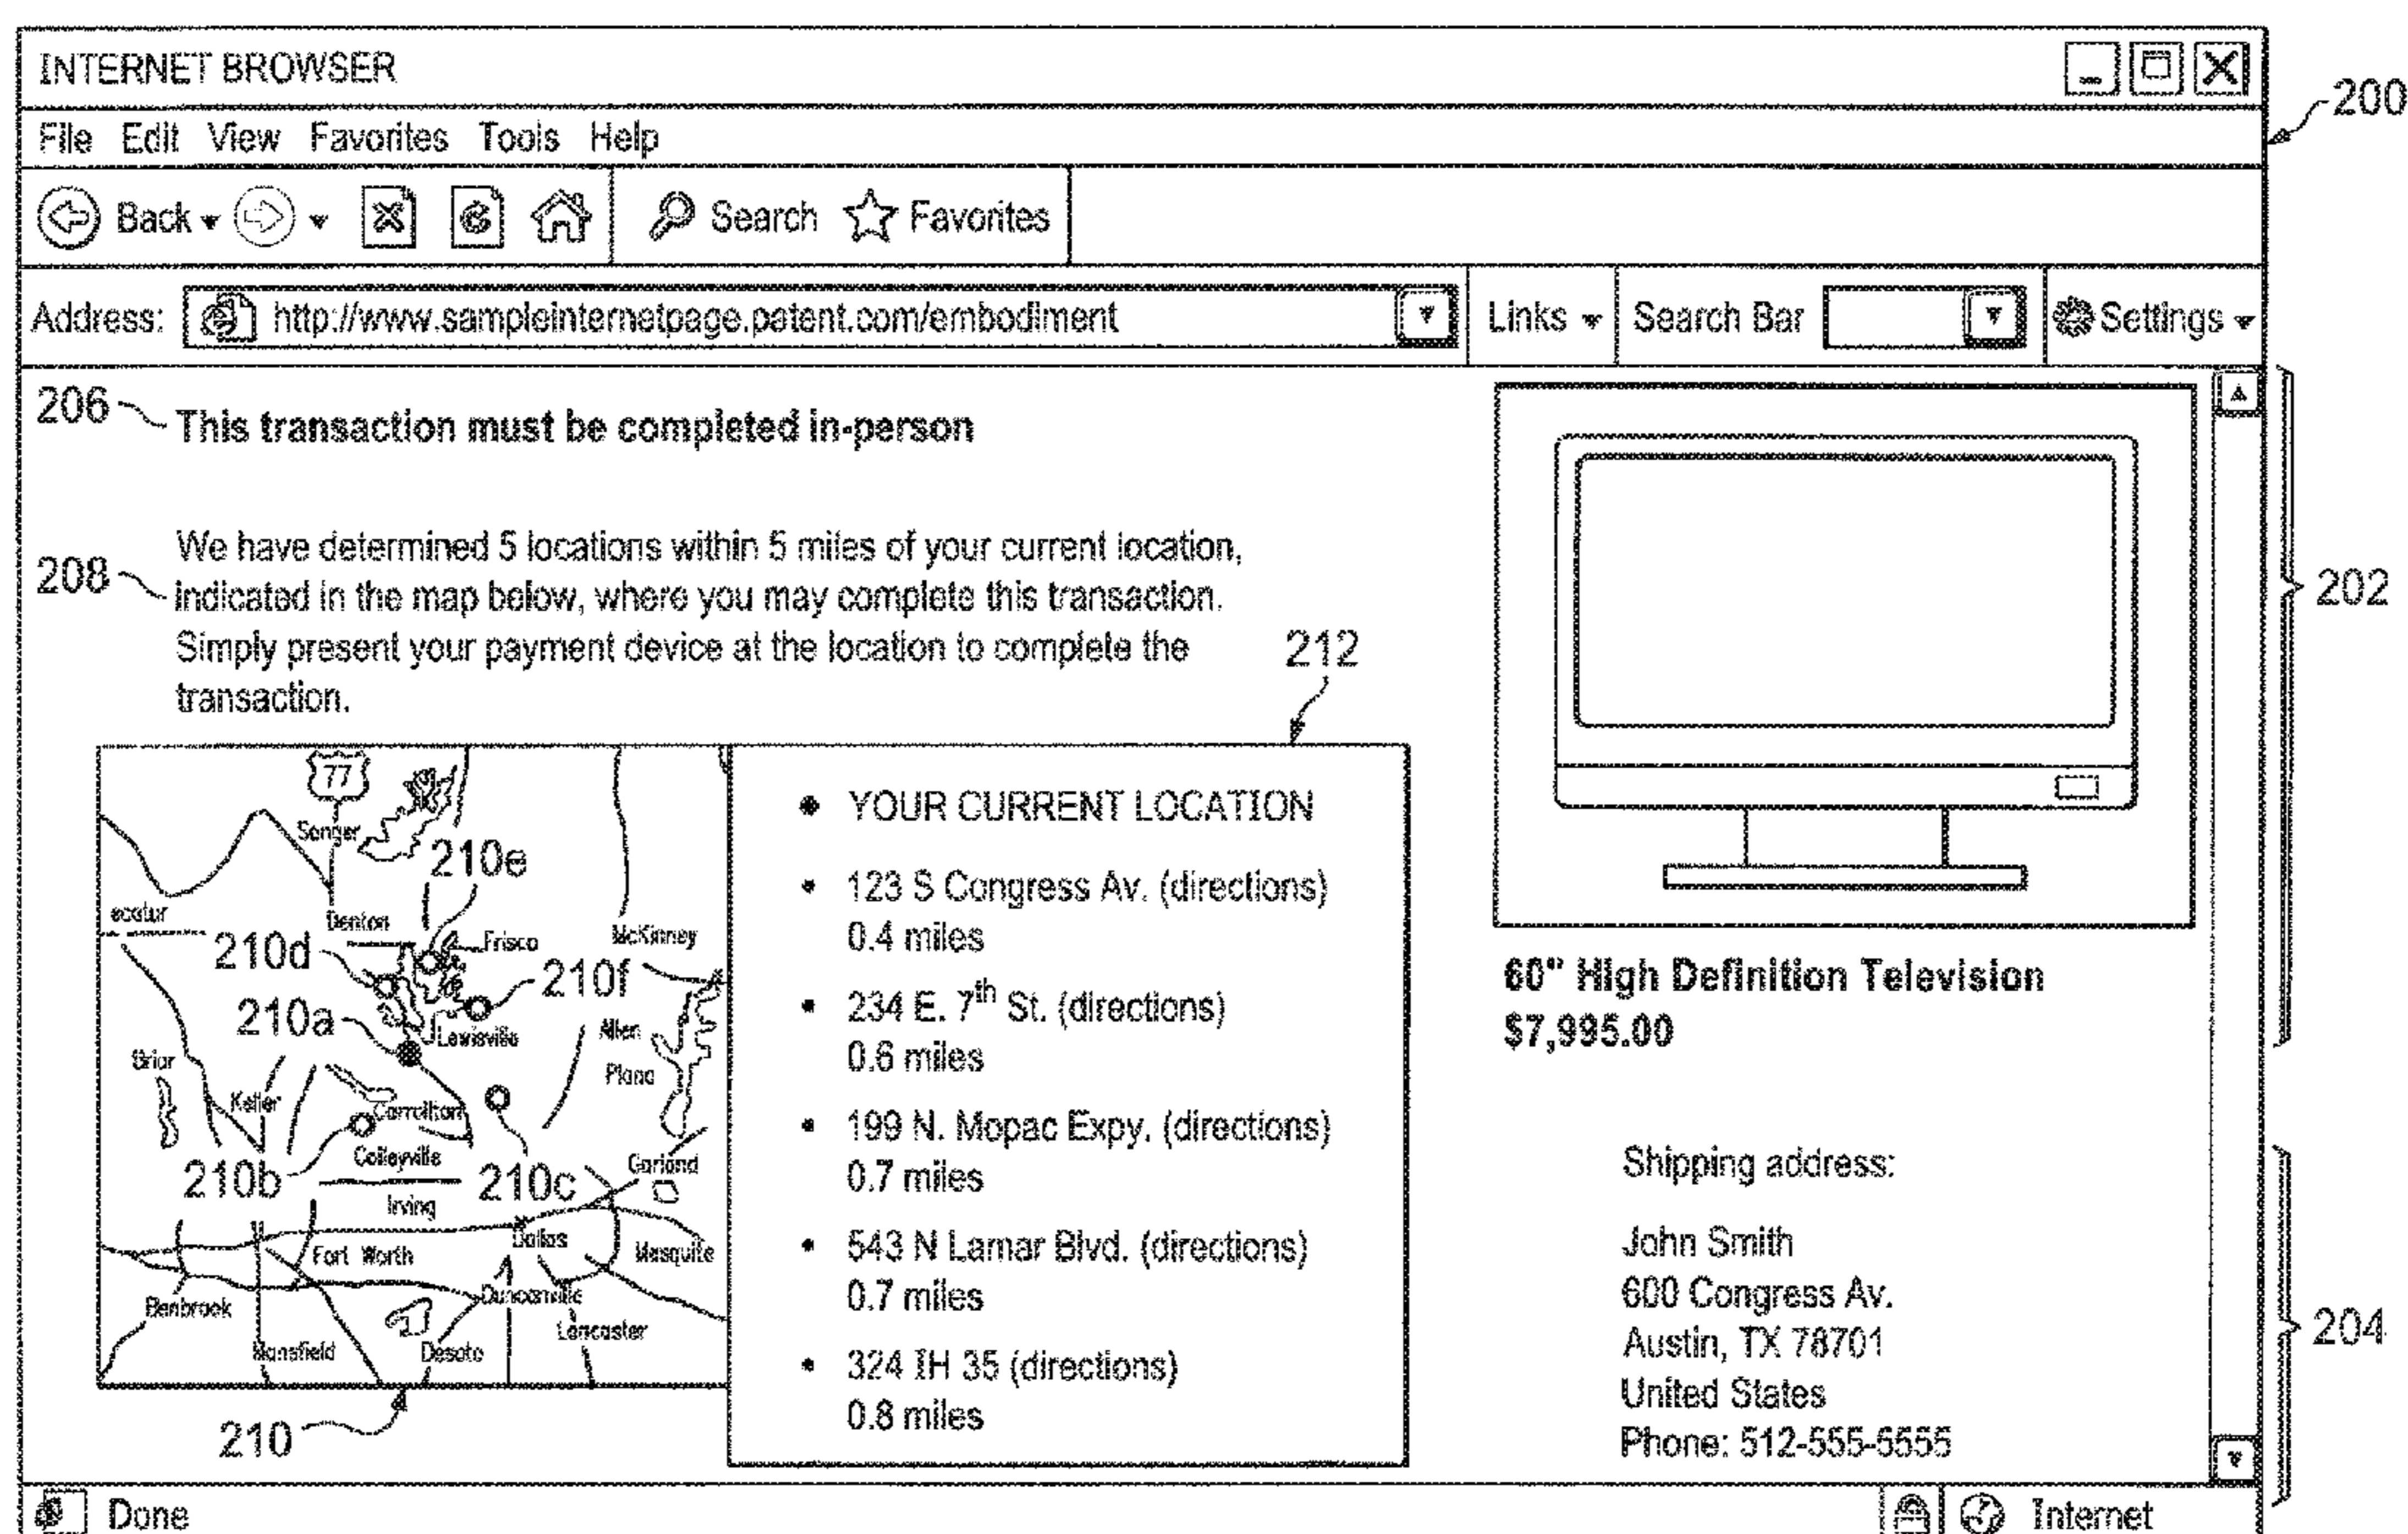 INTERNET BROWSER
File Edit View Favorites Tools Help
200
Back Search Favorites
Address: http://www.sampleinternetpage.patent.com/embodiment Links Search Bar Settings
206 This transaction must be completed in-person
202
208 We have determined 5 locations within 5 miles of your current location,
indicated in the map below, where you may complete this transaction.
Simply present your payment device at the location to complete the
transaction.
212
77
Sanger
210e
ecatur
Denton
Frisco
McKinney
210d
210f
210a
Lewisville
Allen
Briar
Plano
Keller
Carrollton
Colleyville
Garland
210b
210c
Irving
Dallas
Fort Worth
Mesquite
Benbrook
Duncanville
Lancaster
Mansfield
Desoto
210
YOUR CURRENT LOCATION
123 S Congress Av. (directions)
0.4 miles
234 E. 7th St. (directions)
0.6 miles
199 N. Mopac Expy. (directions)
0.7 miles
543 N Lamar Blvd. (directions)
0.7 miles
324 IH 35 (directions)
0.8 miles
60" High Definition Television
$7,995.00
Shipping address:
John Smith
600 Congress Av.
Austin, TX 78701
United States
Phone: 512-555-5555
204
Done Internet